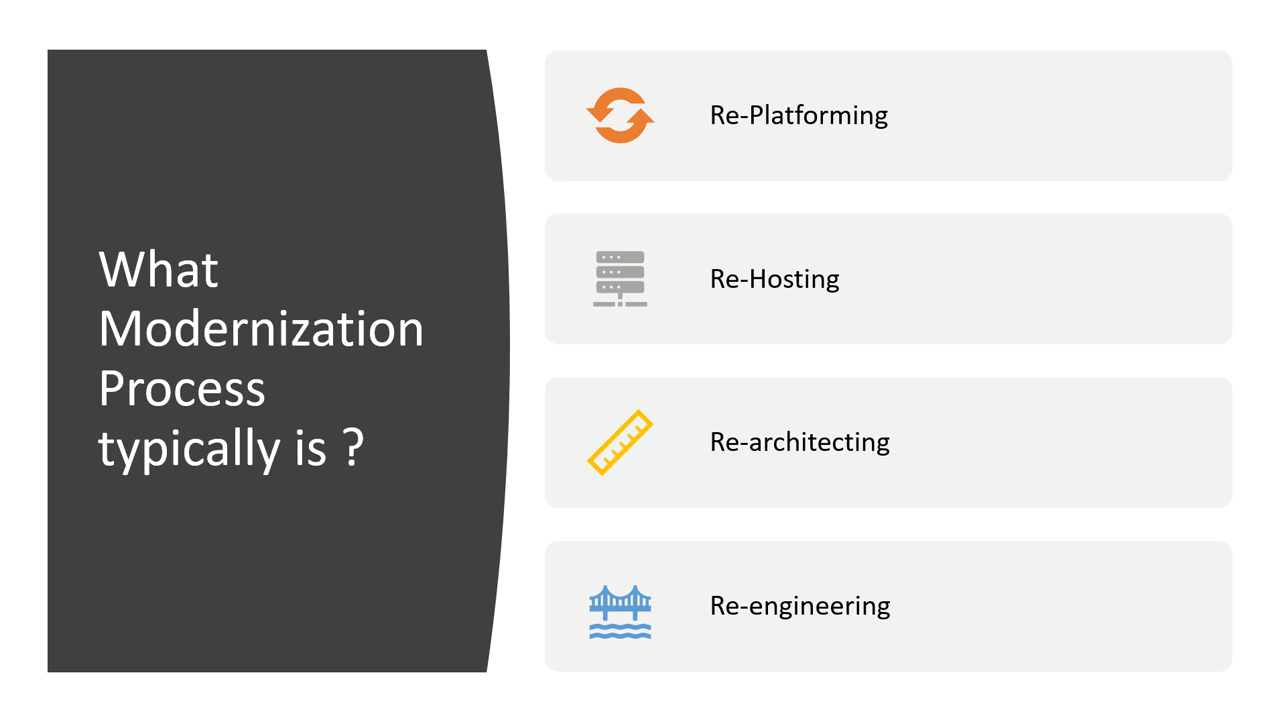 What
Modernization
Process
typically is ?
Re-Platforming
Re-Hosting
Re-architecting
Re-engineering